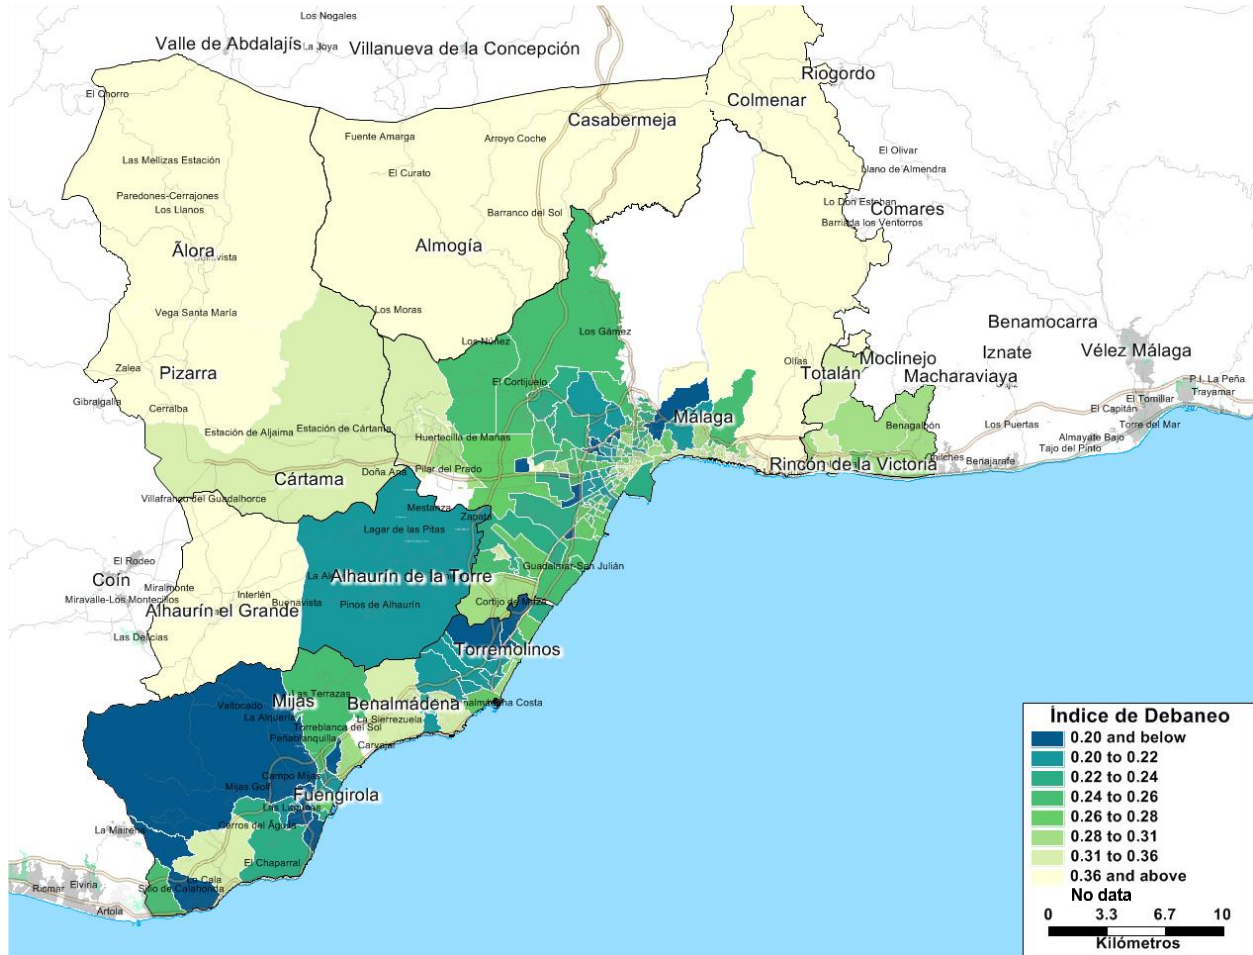 Los Nogales
Valle de Abdalajís
La Joya
Villanueva de la Concepción
Riogordo
El Chorro
Colmenar
Casabermeja
Fuente Amarga
Arroyo Coche
El Olivar
Las Mellizas Estación
El Curato
Llano de Almendra
Paredones-Cerrajones
Los Llanos
Lo Don Esteban
Comares
Barranco del Sol
Barriada los Ventorros
Almogía
Ãlora
Vega Santa María
Los Moras
Benamocarra
Los Gámez
Los Núñez
Iznate
Vélez Málaga
Moclinejo
Olías
Zalea
Pizarra
Totalán
Macharaviaya
El Cortijuelo
P.I. La Peña
Trayamar
Gibralgalia
Cerralba
El Tomillar
El Capitán
Málaga
Estación de Aljaima
Estación de Cártama
Benagalbón
Los Puertas
Torre del Mar
Huertecilla de Mañas
Almayate Bajo
Tajo del Pinto
Rincón de la Victoria
Chilches
Benajarafe
Doña Ana
Pilar del Prado
Cártama
Villafranco del Guadalhorce
Mestanza
Zapata
Lagar de las Pitas
El Rodeo
Guadalmar-San Julián
Coín
Alhaurín de la Torre
Miralmonte
Interlén
Miravalle-Los Montecillos
Buenavista
Pinos de Alhaurín
Cortijo de Maza
Alhaurín el Grande
Las Delicias
Torremolinos
Las Terrazas
Mijas
Benalmádena
Benalmádena Costa
Valtocado
La Alquería
La Sierrezuela
Torreblanca del Sol
Peñablanquilla
Carvajal
Campo Mijas
Mijas Golf
Fuengirola
Las Lagunas
Cerros del Águila
La Mairena
El Chaparral
La Cala
Sitio de Calahonda
Ricmar
Elviria
Artola
Índice de Debaneo
0.20 and below
0.20 to 0.22
0.22 to 0.24
0.24 to 0.26
0.26 to 0.28
0.28 to 0.31
0.31 to 0.36
0.36 and above
No data
0 3.3 6.7 10
Kilómetros